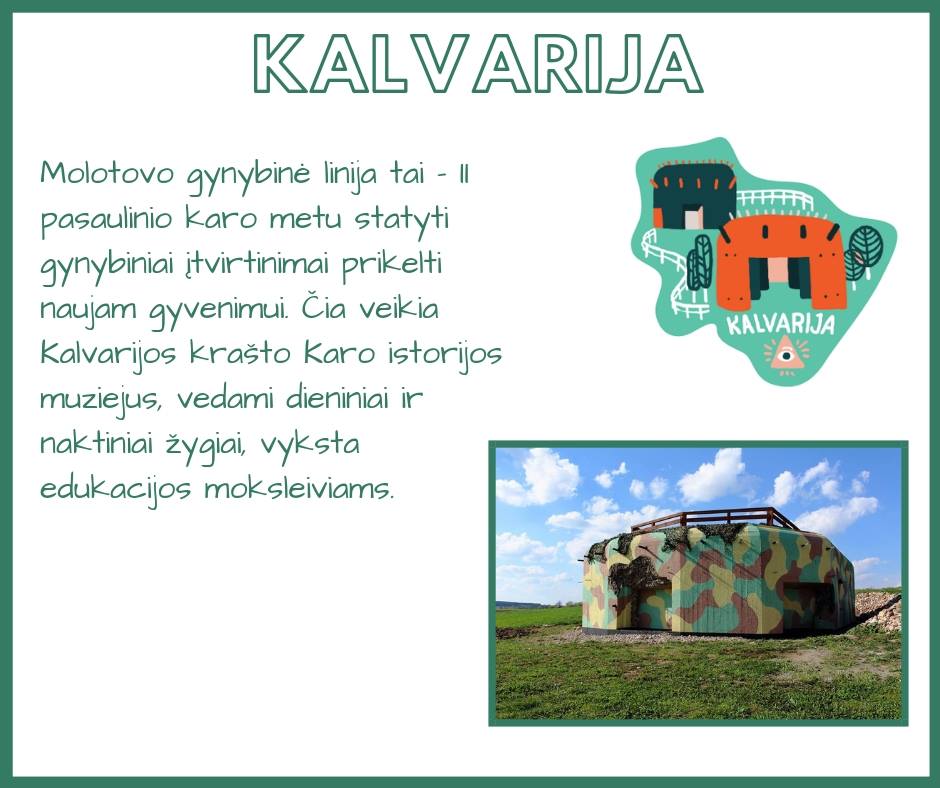 KALVARIJA
Molotovo gynybinė linija tai - II
pasaulinio karo metu statyti
gynybiniai įtvirtinimai prikelti
naujam gyvenimui. Čia veikia
Kalvarijos krašto Karo istorijos
muziejus, vedami dieniniai ir
naktiniai žygiai, vyksta
edukacijos moksleiviams.
KALVARIJA